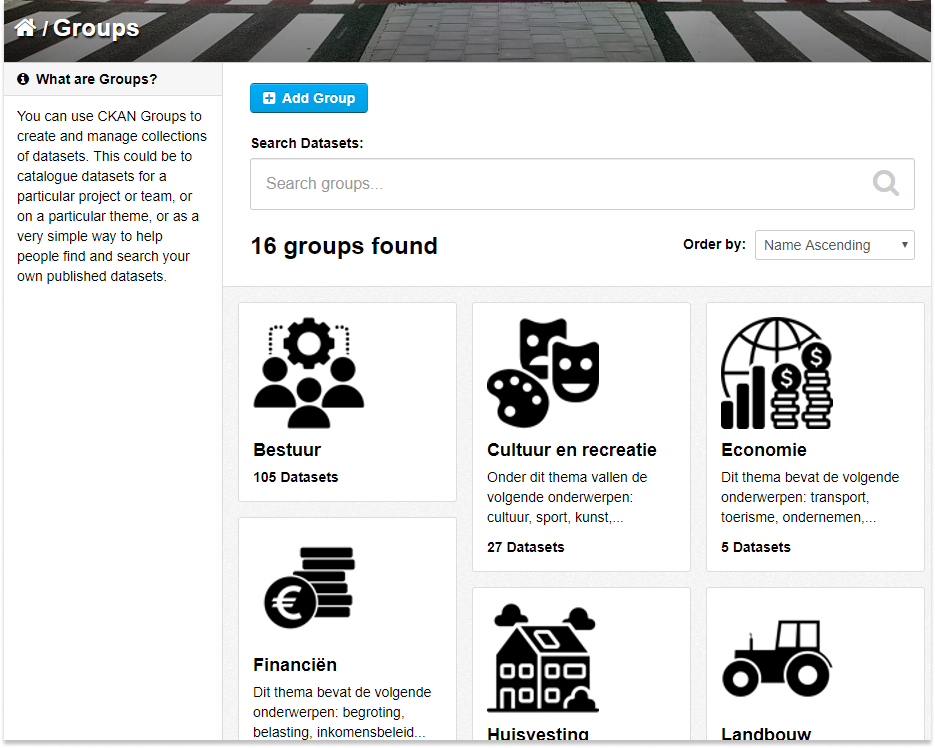 / Groups
What are Groups?
You can use CKAN Groups to
create and manage collections
of datasets. This could be to
catalogue datasets for a
particular project or team, or
on a particular theme, or as a
very simple way to help
people find and search your
own published datasets.
Add Group
Search Datasets:
Search groups...
16 groups found
Order by:
Name Ascending
Bestuur
105 Datasets
Cultuur en recreatie
Onder dit thema vallen de
volgende onderwerpen:
cultuur, sport, kunst,...
27 Datasets
Economie
Dit thema bevat de volgende
onderwerpen: transport,
toerisme, ondernemen,...
5 Datasets
Financiën
Dit thema bevat de volgende
onderwerpen: begroting,
belasting, inkomensbeleid...
Huisvesting
Landbouw